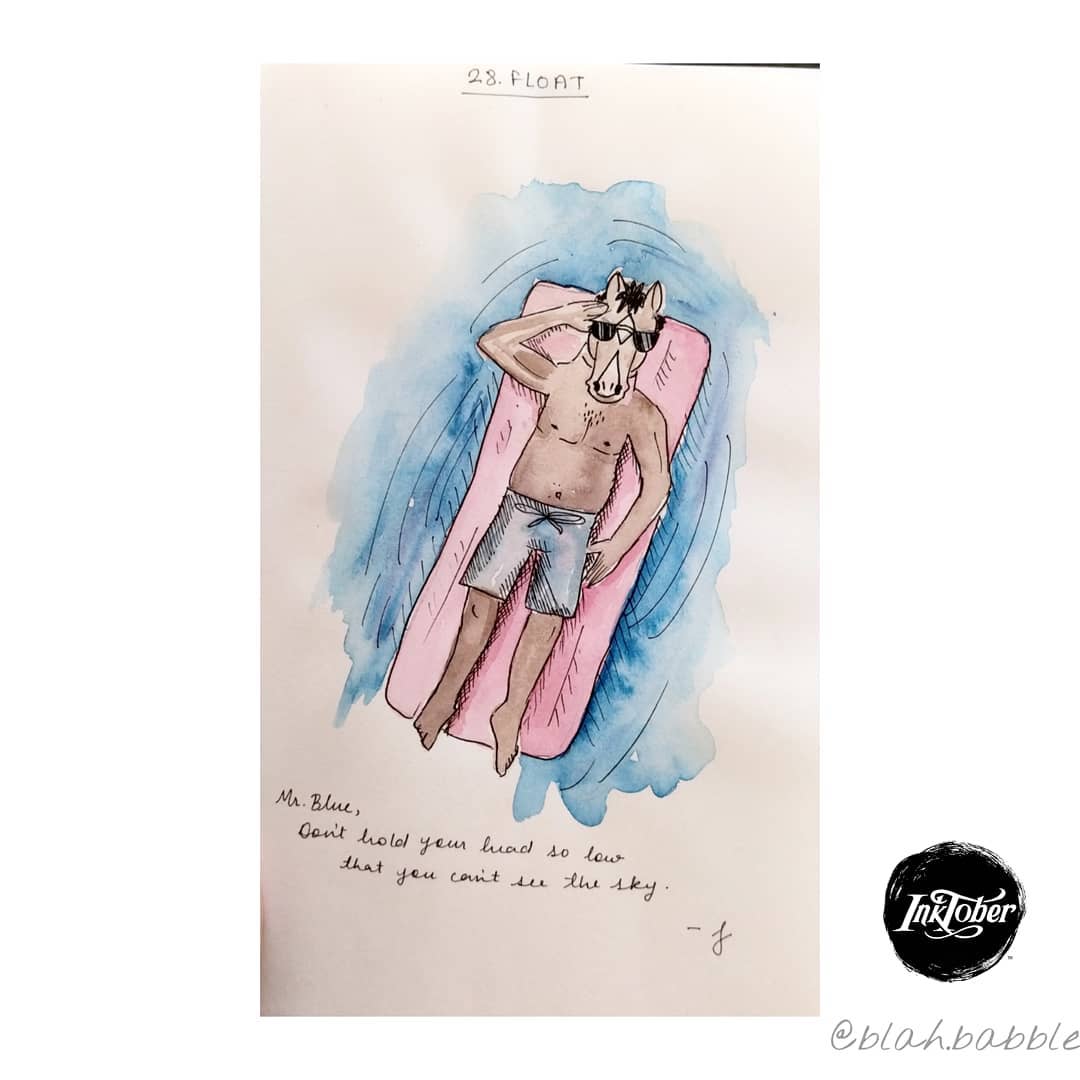 28. FLOAT
Mr. Blue,
Don't hold your head so low
that you can't see the sky.
- J
InkTober
@blah.babble